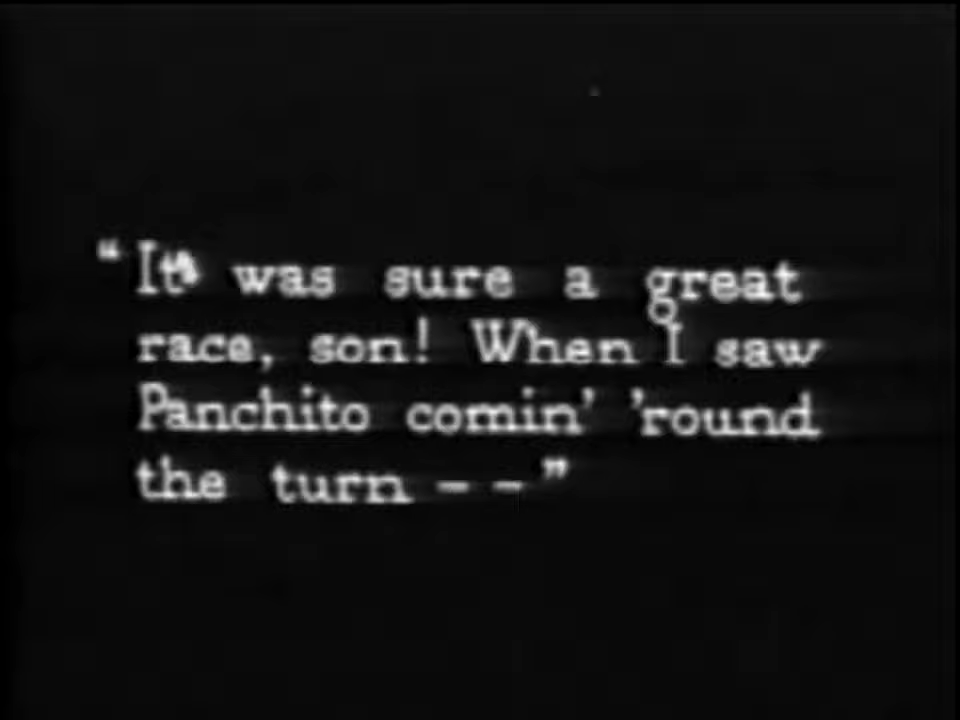 “It was sure a great
race, son! When I saw
Panchito comin' 'round
the turn - -”